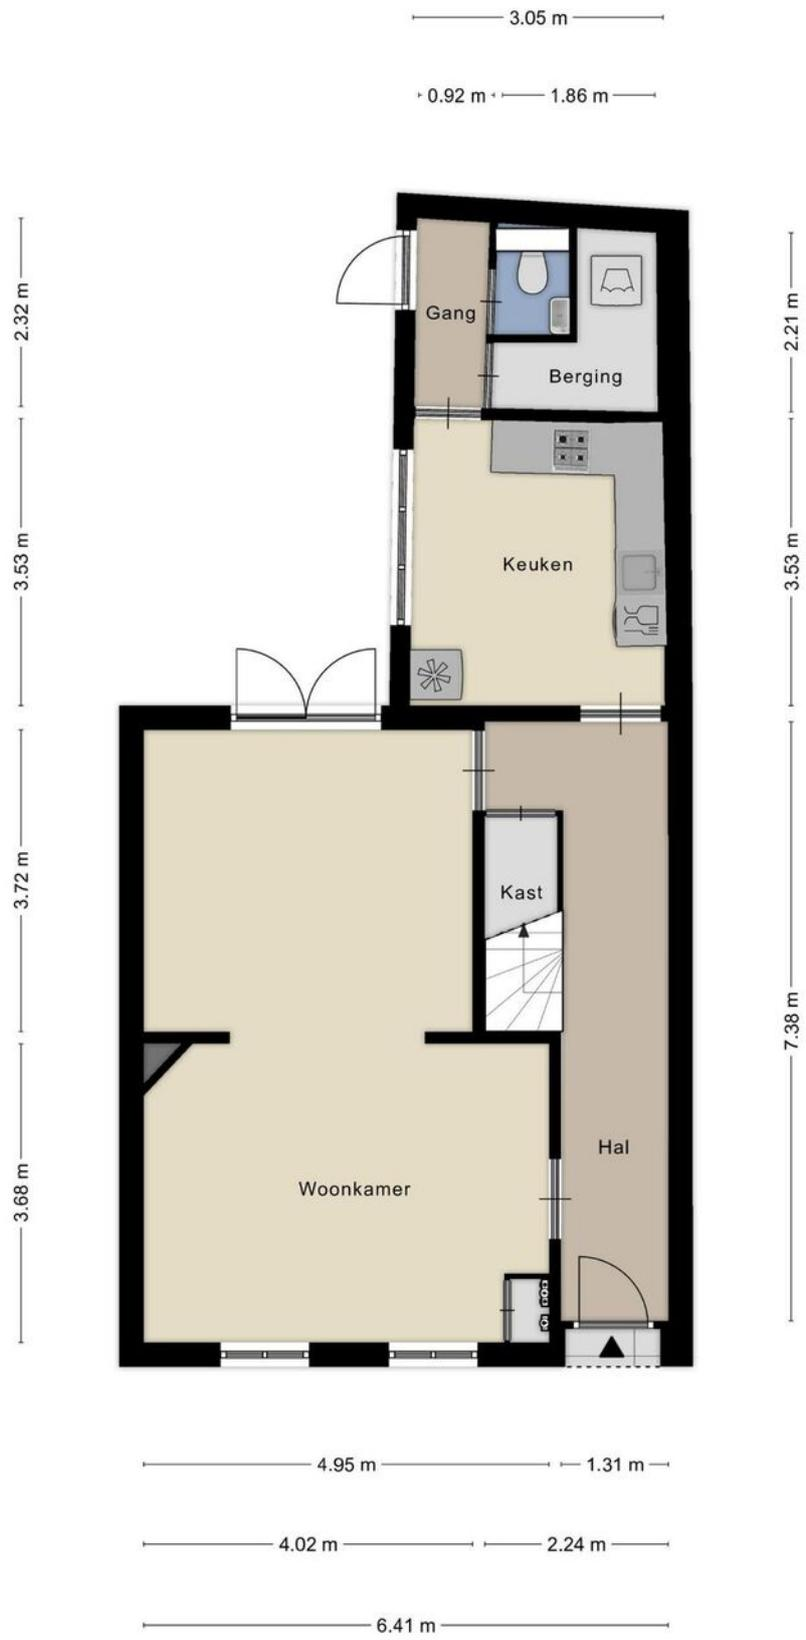 3.05 m
0.92 m
1.86 m
2.32 m
2.21 m
Gang
Berging
3.53 m
3.53 m
Keuken
3.72 m
Kast
7.38 m
3.68 m
Hal
Woonkamer
4.95 m
1.31 m
4.02 m
2.24 m
6.41 m